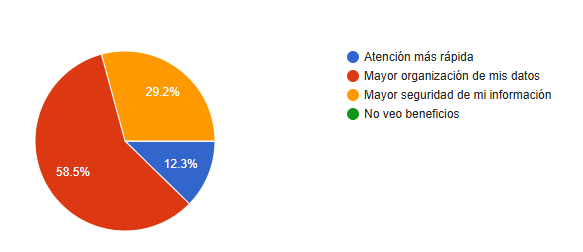 Atención más rápida
Mayor organización de mis datos
Mayor seguridad de mi información
No veo beneficios
29.2%
12.3%
58.5%